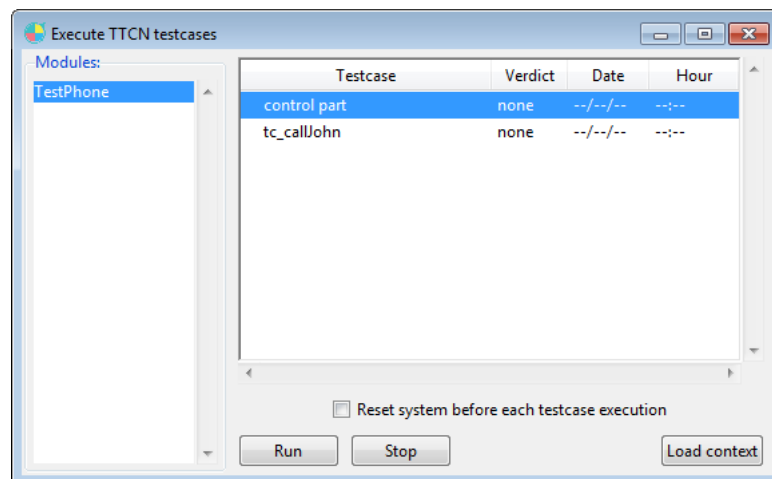 Execute TTCN testcases
Modules:
TestPhone
Testcase Verdict Date Hour
control part none --/--/-- --:--
tc_callJohn none --/--/-- --:--
Reset system before each testcase execution
Run Stop Load context